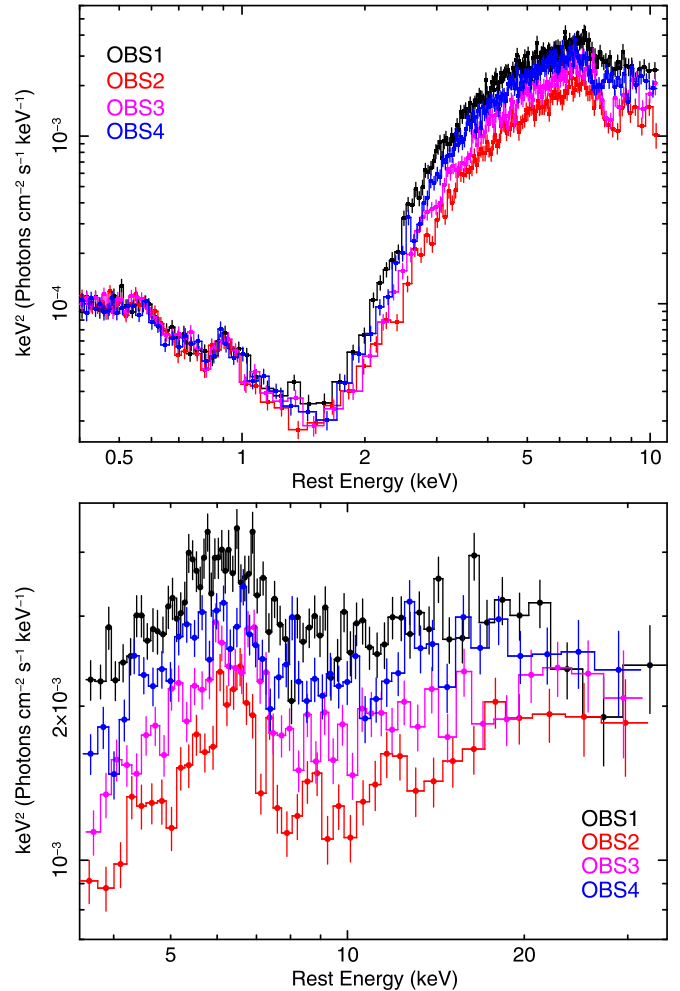 OBS1
OBS2
OBS3
OBS4
keV² (Photons cm⁻² s⁻¹ keV⁻¹)
10⁻³
10⁻⁴
0.5 1 2 5 10
Rest Energy (keV)
keV² (Photons cm⁻² s⁻¹ keV⁻¹)
2×10⁻³
10⁻³
OBS1
OBS2
OBS3
OBS4
5 10 20
Rest Energy (keV)